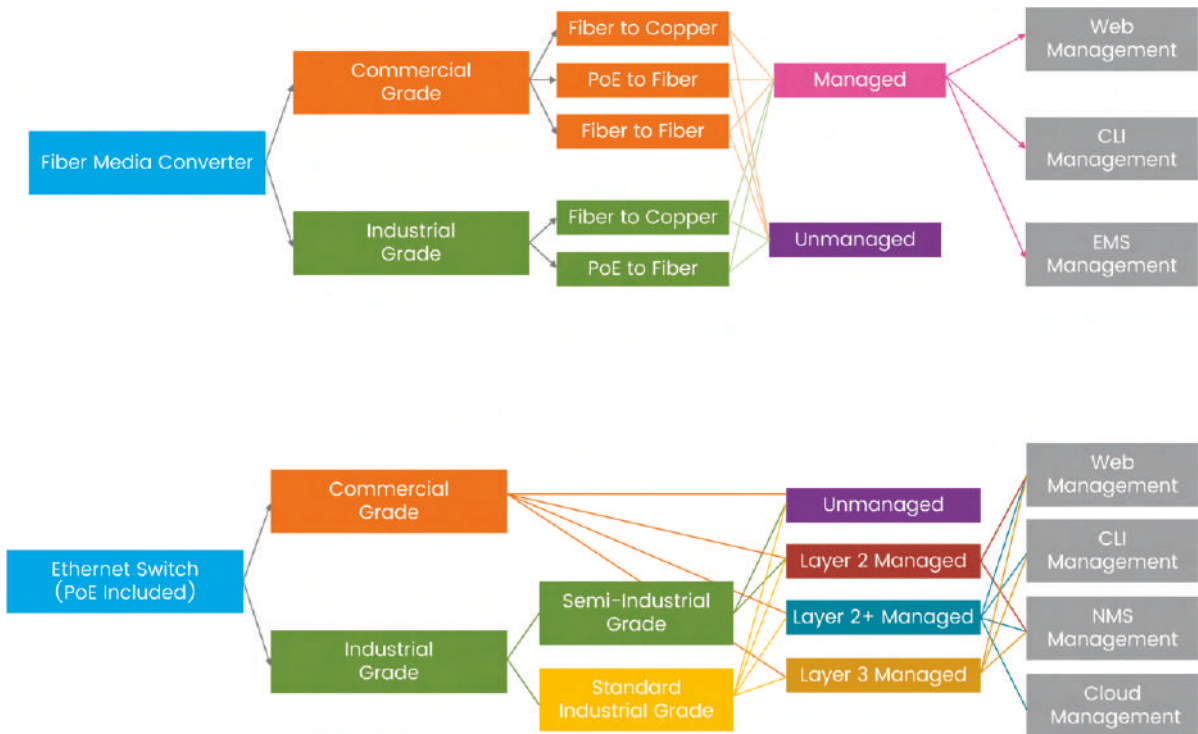 Fiber Media Converter
Commercial
Grade
Industrial
Grade
Fiber to Copper
PoE to Fiber
Fiber to Fiber
Fiber to Copper
PoE to Fiber
Managed
Unmanaged
Web
Management
CLI
Management
EMS
Management
Ethernet Switch
(PoE Included)
Commercial
Grade
Industrial
Grade
Semi-Industrial
Grade
Standard
Industrial Grade
Unmanaged
Layer 2 Managed
Layer 2+ Managed
Layer 3 Managed
Web
Management
CLI
Management
NMS
Management
Cloud
Management